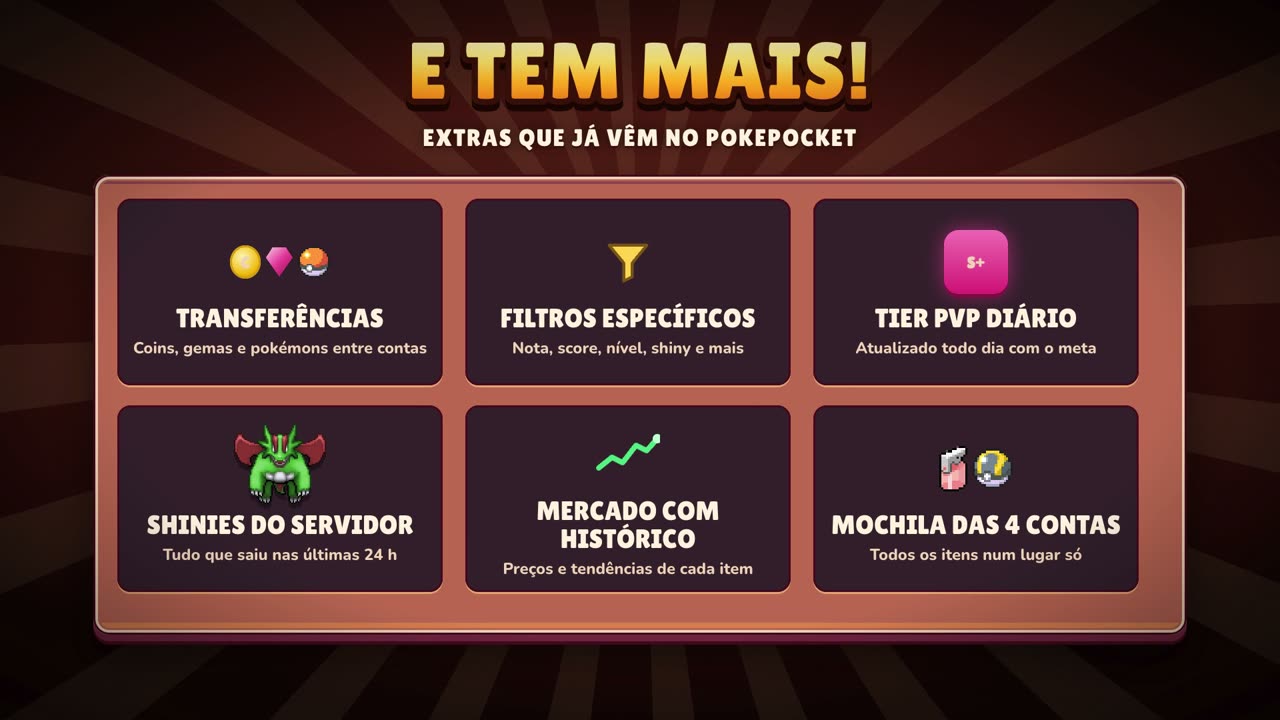 E TEM MAIS!
EXTRAS QUE JÁ VÊM NO POKEPOCKET
TRANSFERÊNCIAS
Coins, gemas e pokémons entre contas
FILTROS ESPECÍFICOS
Nota, score, nível, shiny e mais
S+
TIER PVP DIÁRIO
Atualizado todo dia com o meta
SHINIES DO SERVIDOR
Tudo que saiu nas últimas 24 h
MERCADO COM
HISTÓRICO
Preços e tendências de cada item
MOCHILA DAS 4 CONTAS
Todos os itens num lugar só